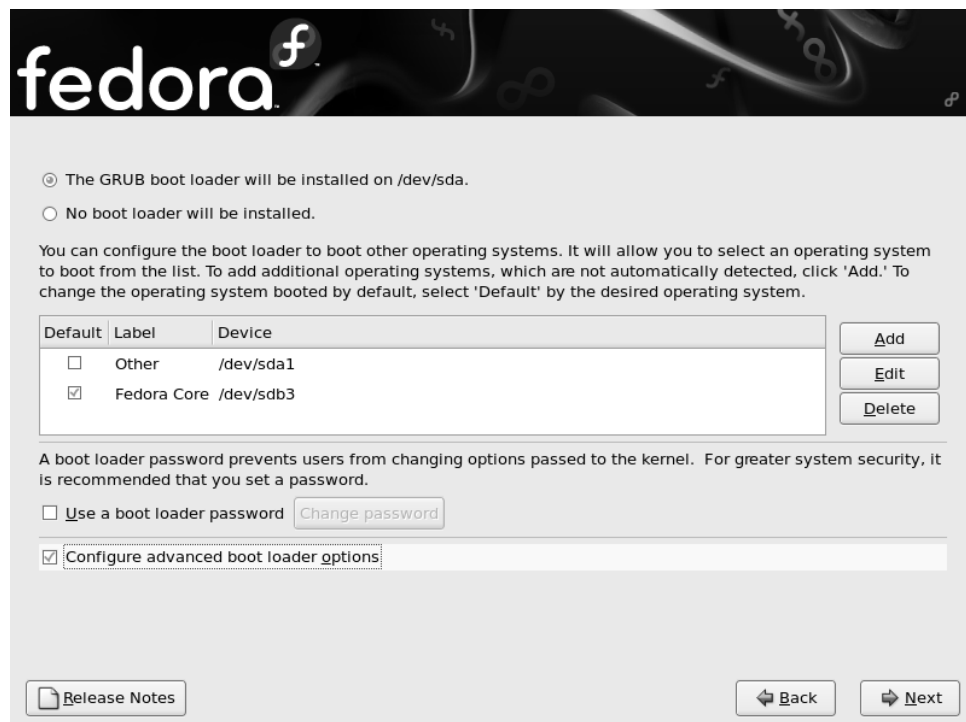 fedora
The GRUB boot loader will be installed on /dev/sda.
No boot loader will be installed.
You can configure the boot loader to boot other operating systems. It will allow you to select an operating system
to boot from the list. To add additional operating systems, which are not automatically detected, click 'Add.' To
change the operating system booted by default, select 'Default' by the desired operating system.
Default Label Device
Other /dev/sda1
Fedora Core /dev/sdb3
Add
Edit
Delete
A boot loader password prevents users from changing options passed to the kernel.  For greater system security, it
is recommended that you set a password.
Use a boot loader password Change password
Configure advanced boot loader options
Release Notes Back Next